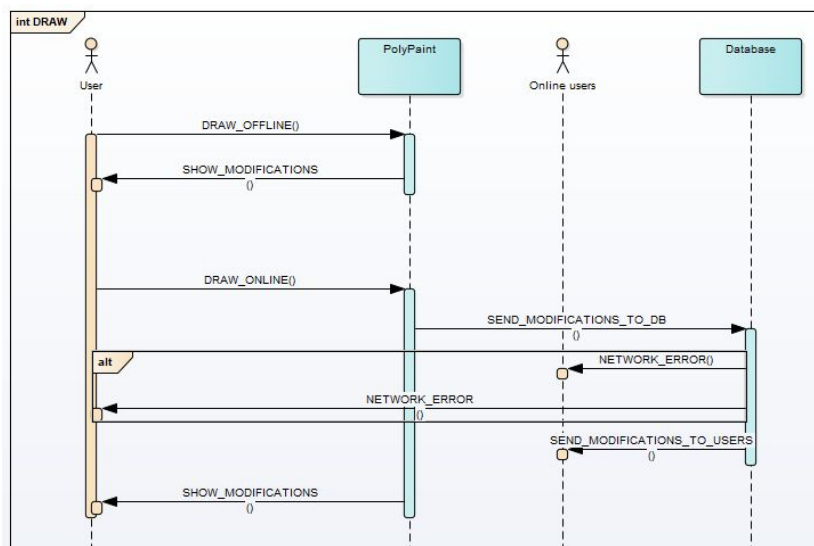 int DRAW
User
PolyPaint
Online users
Database
DRAW_OFFLINE()
SHOW_MODIFICATIONS
()
DRAW_ONLINE()
SEND_MODIFICATIONS_TO_DB
()
alt
NETWORK_ERROR()
NETWORK_ERROR
()
SEND_MODIFICATIONS_TO_USERS
()
SHOW_MODIFICATIONS
()